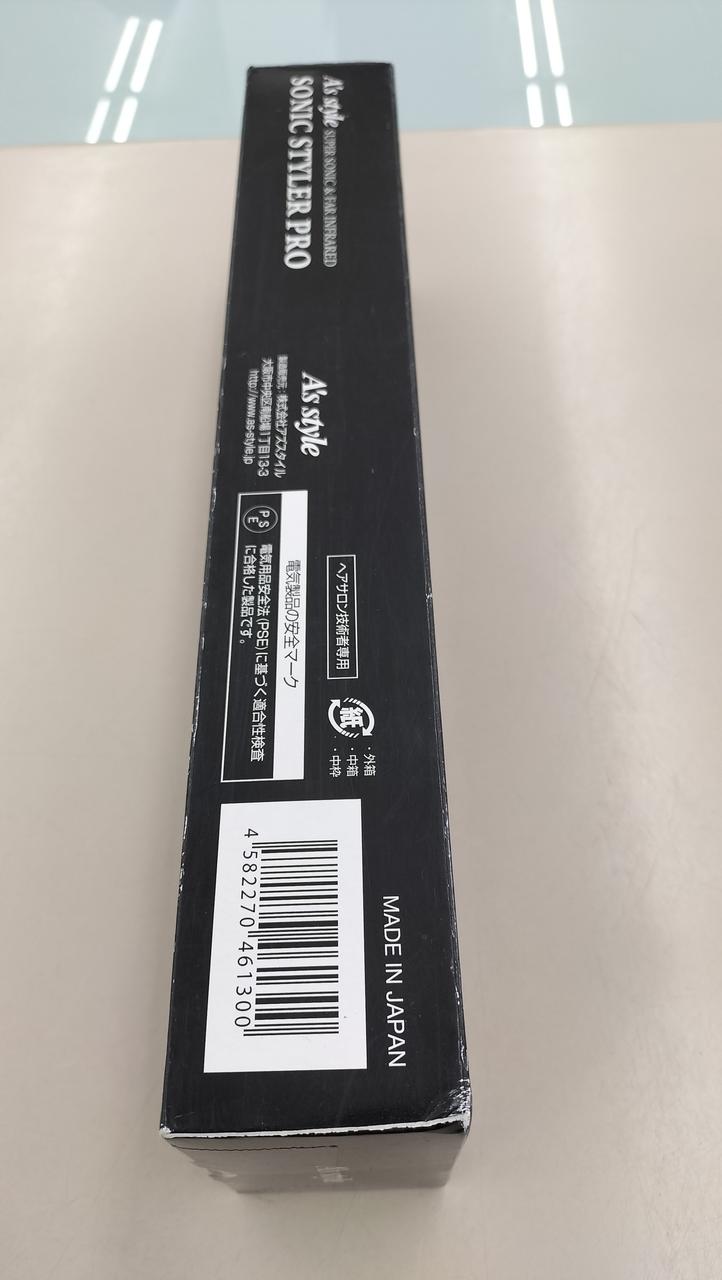 A's style SUPER SONIC & FAR INFRARED
SONIC STYLER PRO
A's style
製造販売元：株式会社アズスタイル
大阪市中央区南船場1丁目13-3
http://www.as-style.jp
ヘアサロン技術者専用
電気製品の安全マーク
PSE
電気用品安全法(PSE)に基づく適合性検査
に合格した製品です。
紙
・外箱
・中箱
・中枠
MADE IN JAPAN
4 582270 461300